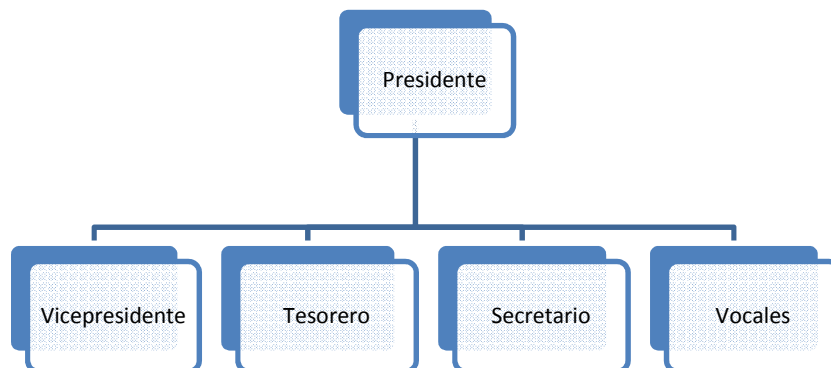 Presidente
Vicepresidente
Tesorero
Secretario
Vocales